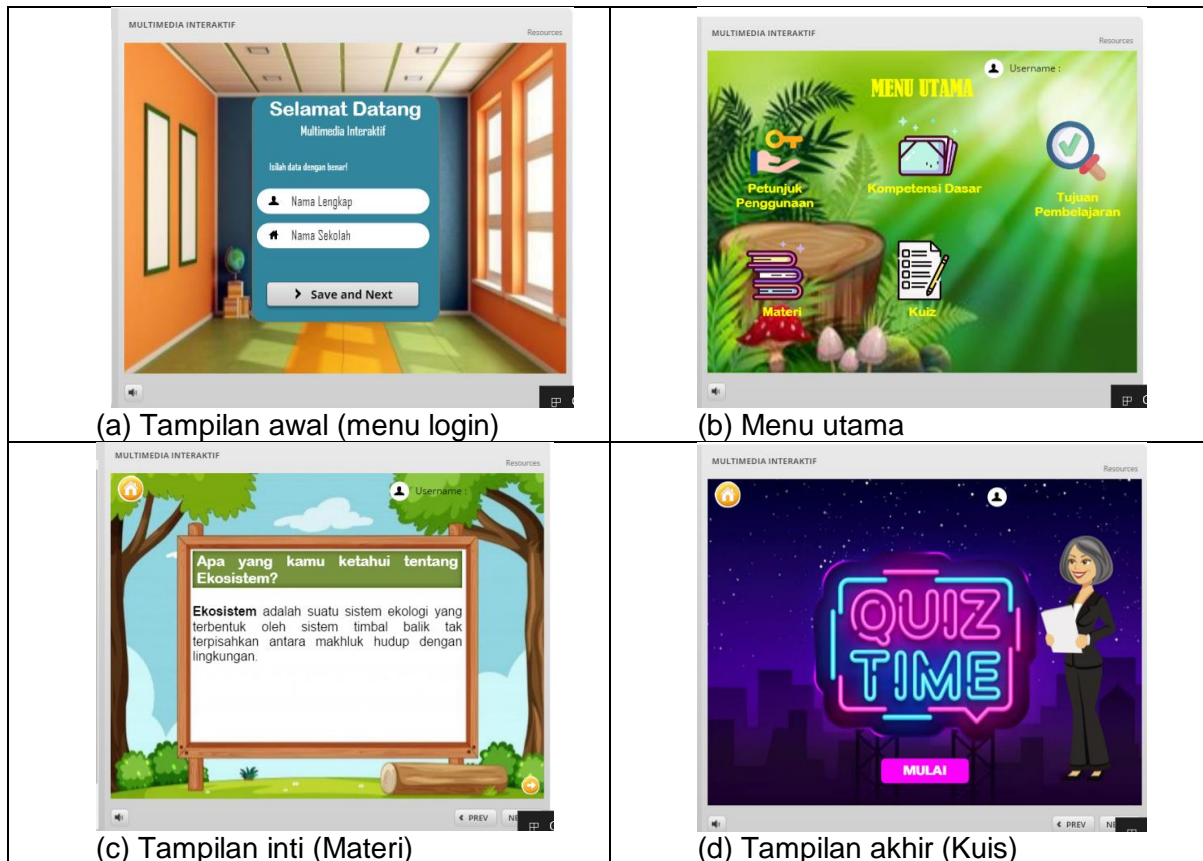 MULTIMEDIA INTERAKTIF
Resources
Selamat Datang
Multimedia Interaktif
Isilah data dengan benar!
Nama Lengkap
Nama Sekolah
Save and Next
(a) Tampilan awal (menu login)
MULTIMEDIA INTERAKTIF
Resources
Username :
MENU UTAMA
Petunjuk
Penggunaan
Kompetensi Dasar
Tujuan
Pembelajaran
Materi
Kuiz
(b) Menu utama
MULTIMEDIA INTERAKTIF
Resources
Username :
Apa yang kamu ketahui tentang
Ekosistem?
Ekosistem adalah suatu sistem ekologi yang
terbentuk oleh sistem timbal balik tak
terpisahkan antara makhluk hudup dengan
lingkungan.
PREV
(c) Tampilan inti (Materi)
MULTIMEDIA INTERAKTIF
Resources
QUIZ
TIME
MULAI
PREV
(d) Tampilan akhir (Kuis)